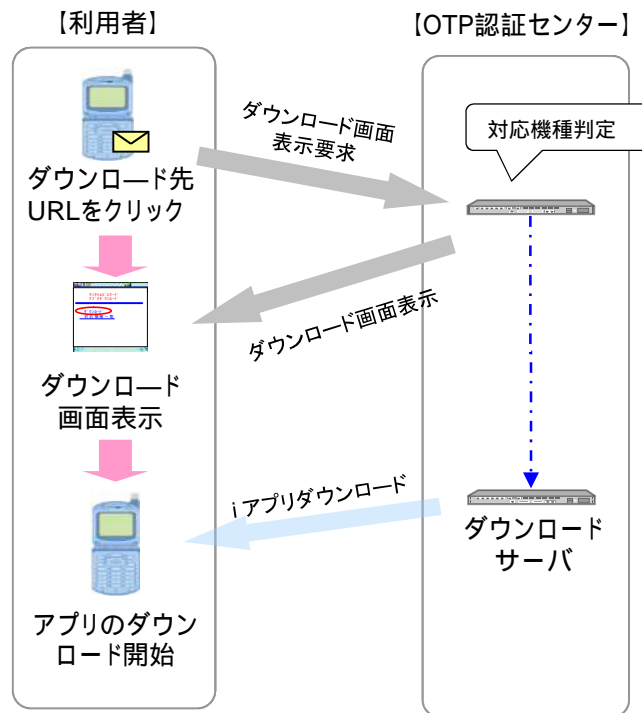 【利用者】
【OTP認証センター】
ダウンロード画面
表示要求
対応機種判定
ダウンロード先
URLをクリック
ダウンロード画面表示
ダウンロード
画面表示
iアプリダウンロード
ダウンロード
サーバ
アプリのダウン
ロード開始